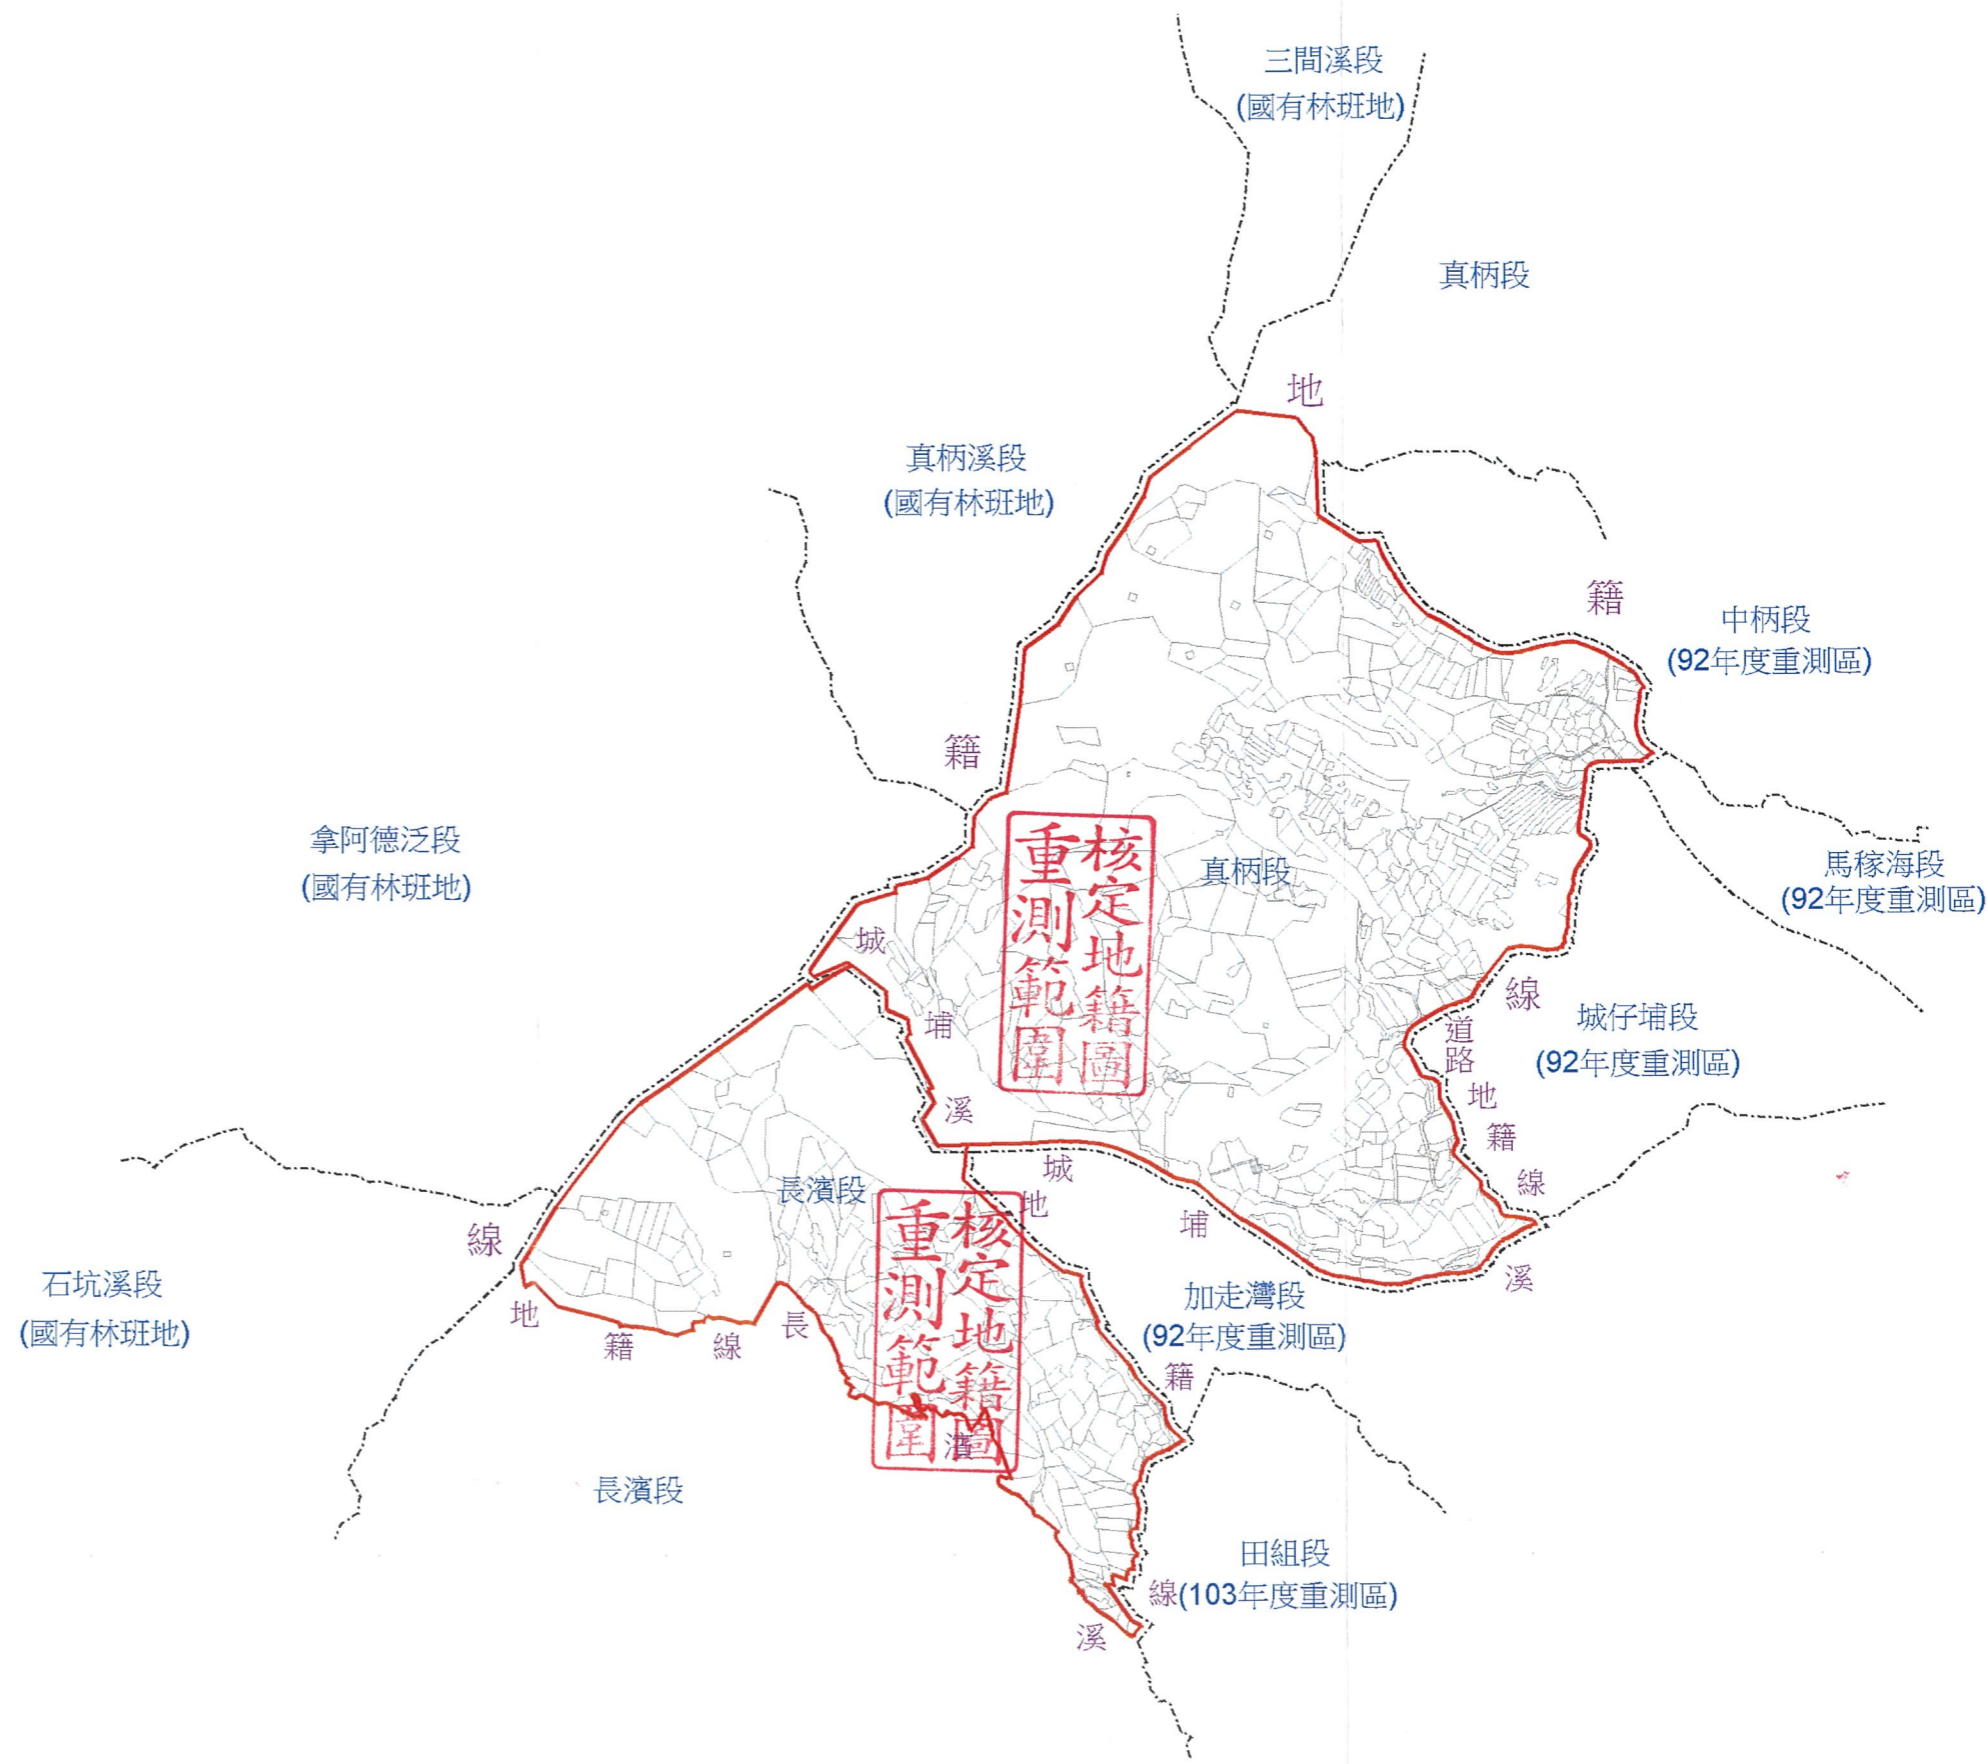 三間溪段
(國有林班地)
真柄段
地
真柄溪段
(國有林班地)
籍
中柄段
(92年度重測區)
籍
拿阿德泛段
(國有林班地)
核定地籍圖
重測範圍
真柄段
馬稼海段
(92年度重測區)
城
線
埔
道
路
城仔埔段
(92年度重測區)
地
溪
籍
城
線
長濱段
地
核定地籍圖
重測範圍
埔
線
溪
石坑溪段
(國有林班地)
加走灣段
(92年度重測區)
地
籍
線
長
籍
濱
長濱段
田組段
線(103年度重測區)
溪